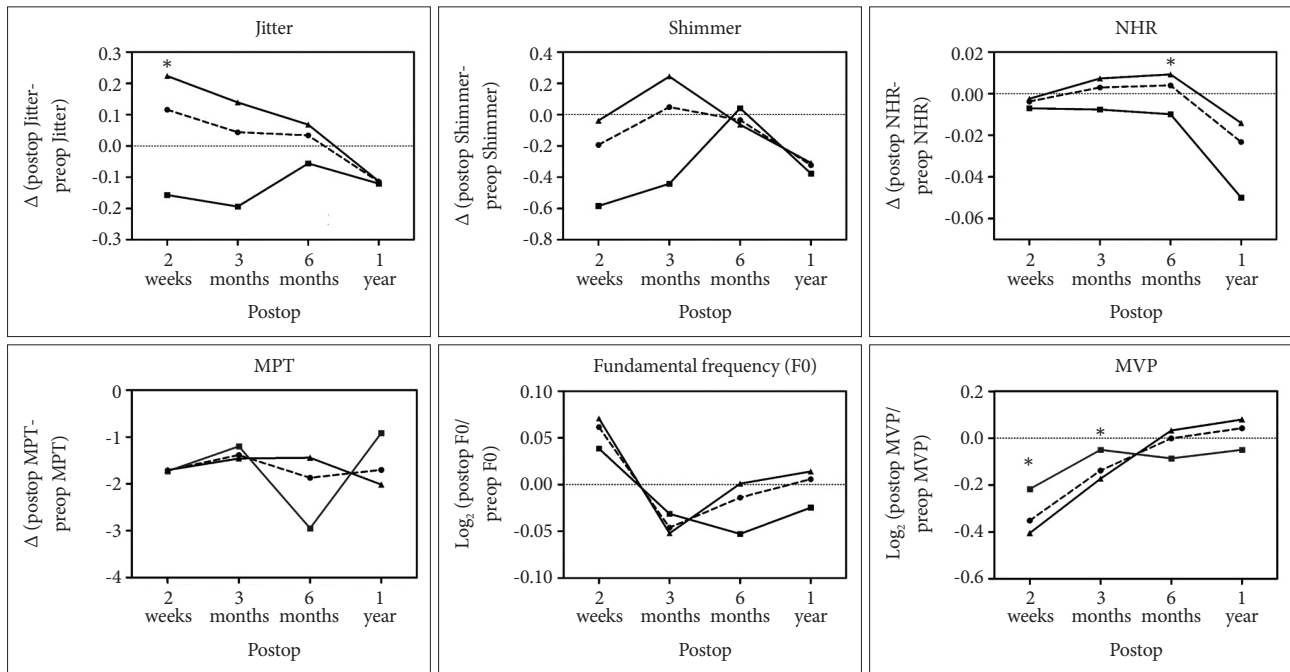 Jitter
Δ (postop Jitter-
preop Jitter)
0.3
0.2
0.1
0.0
-0.1
-0.2
-0.3
*
2 3 6 1
weeks months months year
Postop
Shimmer
Δ (postop Shimmer-
preop Shimmer)
0.4
0.2
0.0
-0.2
-0.4
-0.6
-0.8
2 3 6 1
weeks months months year
Postop
NHR
Δ (postop NHR-
preop NHR)
0.02
0.00
-0.02
-0.04
-0.06
*
2 3 6 1
weeks months months year
Postop
MPT
Δ (postop MPT-
preop MPT)
0
-1
-2
-3
-4
2 3 6 1
weeks months months year
Postop
Fundamental frequency (F0)
Log₂ (postop F0/
preop F0)
0.10
0.05
0.00
-0.05
-0.10
2 3 6 1
weeks months months year
Postop
MVP
Log₂ (postop MVP/
preop MVP)
0.2
0.0
-0.2
-0.4
-0.6
* *
2 3 6 1
weeks months months year
Postop